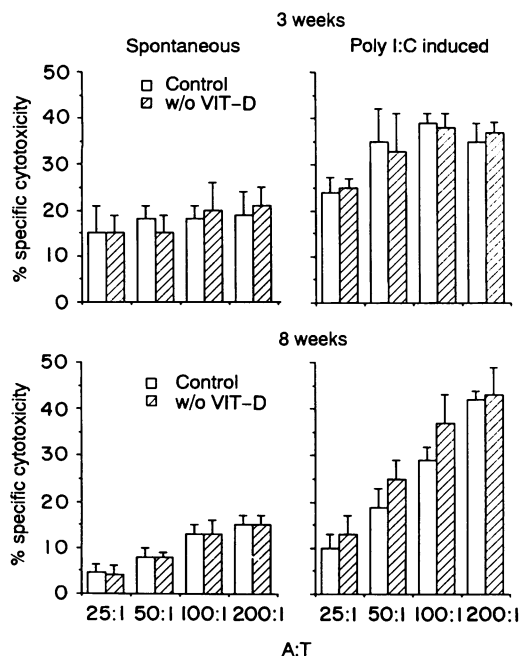 3 weeks
Spontaneous
Poly I:C induced
% specific cytotoxicity
50
40
30
20
10
0
Control
w/o VIT-D
8 weeks
% specific cytotoxicity
50
40
30
20
10
0
Control
w/o VIT-D
25:1 50:1 100:1 200:1
25:1 50:1 100:1 200:1
A:T